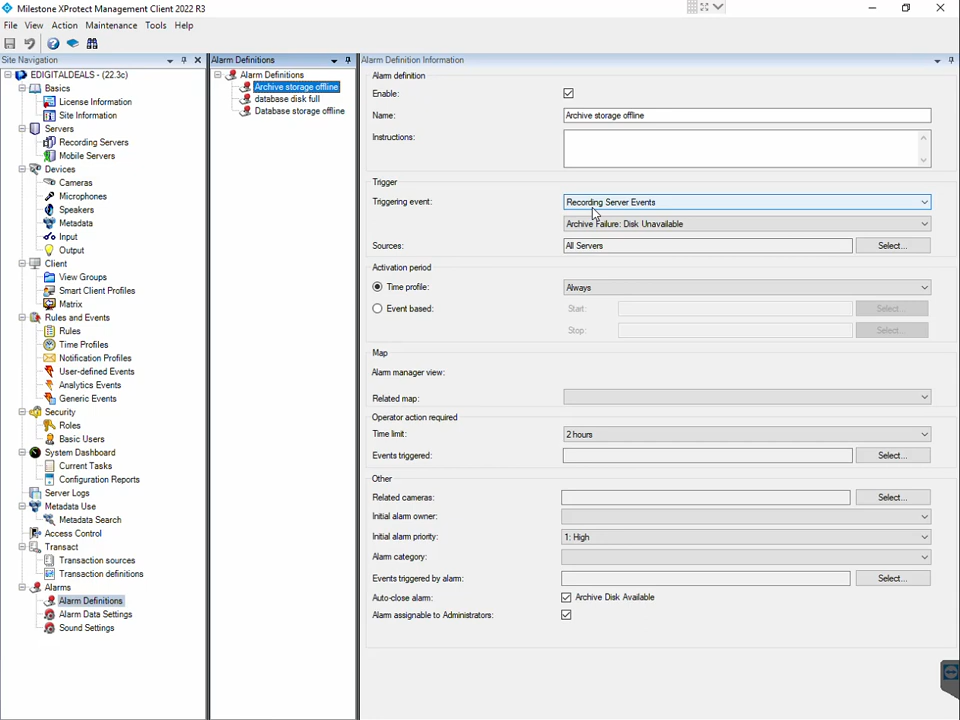 Milestone XProtect Management Client 2022 R3
File View Action Maintenance Tools Help
Site Navigation
EDIGITALDEALS - (22.3c)
Basics
License Information
Site Information
Servers
Recording Servers
Mobile Servers
Devices
Cameras
Microphones
Speakers
Metadata
Input
Output
Client
View Groups
Smart Client Profiles
Matrix
Rules and Events
Rules
Time Profiles
Notification Profiles
User-defined Events
Analytics Events
Generic Events
Security
Roles
Basic Users
System Dashboard
Current Tasks
Configuration Reports
Server Logs
Metadata Use
Metadata Search
Access Control
Transact
Transaction sources
Transaction definitions
Alarms
Alarm Definitions
Alarm Data Settings
Sound Settings
Alarm Definitions
Alarm Definitions
Archive storage offline
database disk full
Database storage offline
Alarm Definition Information
Alarm definition
Enable:
Name: Archive storage offline
Instructions:
Trigger
Triggering event: Recording Server Events
Archive Failure: Disk Unavailable
Sources: All Servers Select...
Activation period
Time profile: Always
Event based: Start: Select...
Stop: Select...
Map
Alarm manager view:
Related map:
Operator action required
Time limit: 2 hours
Events triggered: Select...
Other
Related cameras: Select...
Initial alarm owner:
Initial alarm priority: 1: High
Alarm category:
Events triggered by alarm: Select...
Auto-close alarm: Archive Disk Available
Alarm assignable to Administrators: